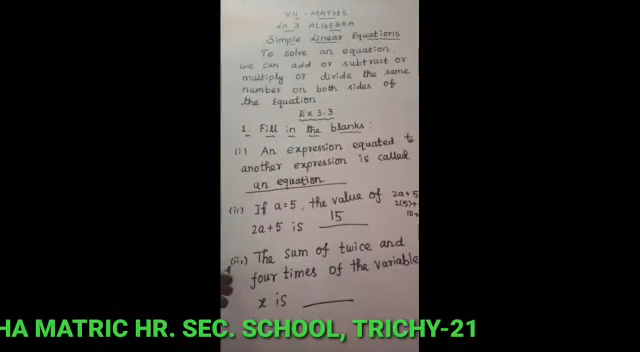 VII - MATHS
Ln.3 ALGEBRA
Simple Linear Equations
To solve an equation,
we can add or subtract or
multiply or divide the same
number on both sides of
the Equation
Ex 3.3
1. Fill in the blanks:
(i) An expression equated to
another expression is called
an equation
(ii) If a=5, the value of 2a+5
2a+5 is 15
2(5)+
10+
(iii) The sum of twice and
four times of the variable
x is
HA MATRIC HR. SEC. SCHOOL, TRICHY-21